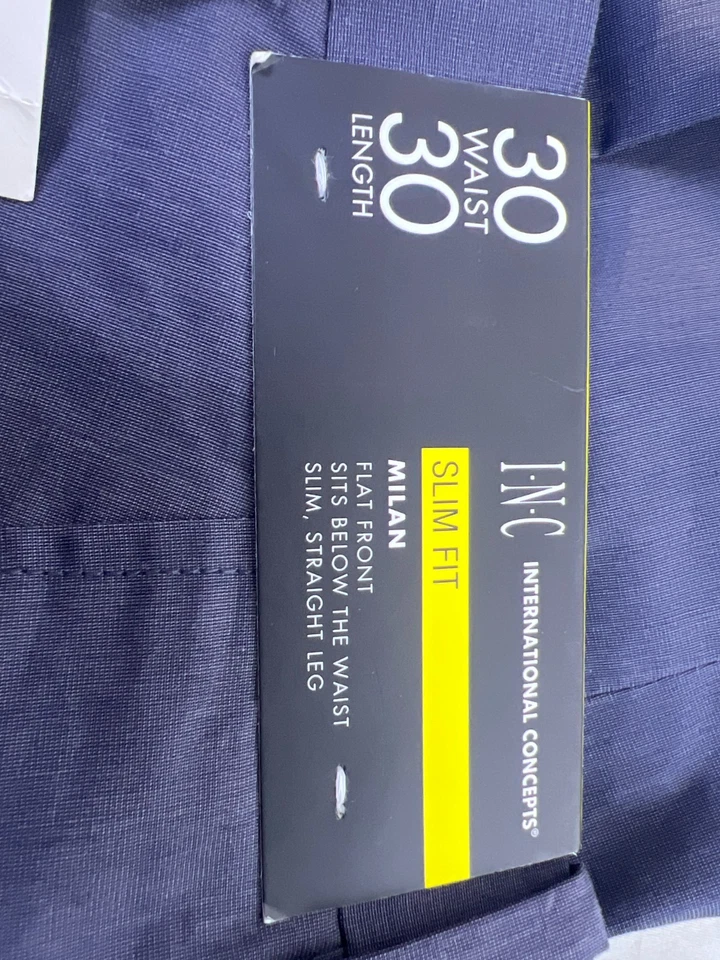 30
WAIST
30
LENGTH
I·N·C INTERNATIONAL CONCEPTS®
SLIM FIT
MILAN
FLAT FRONT
SITS BELOW THE WAIST
SLIM, STRAIGHT LEG